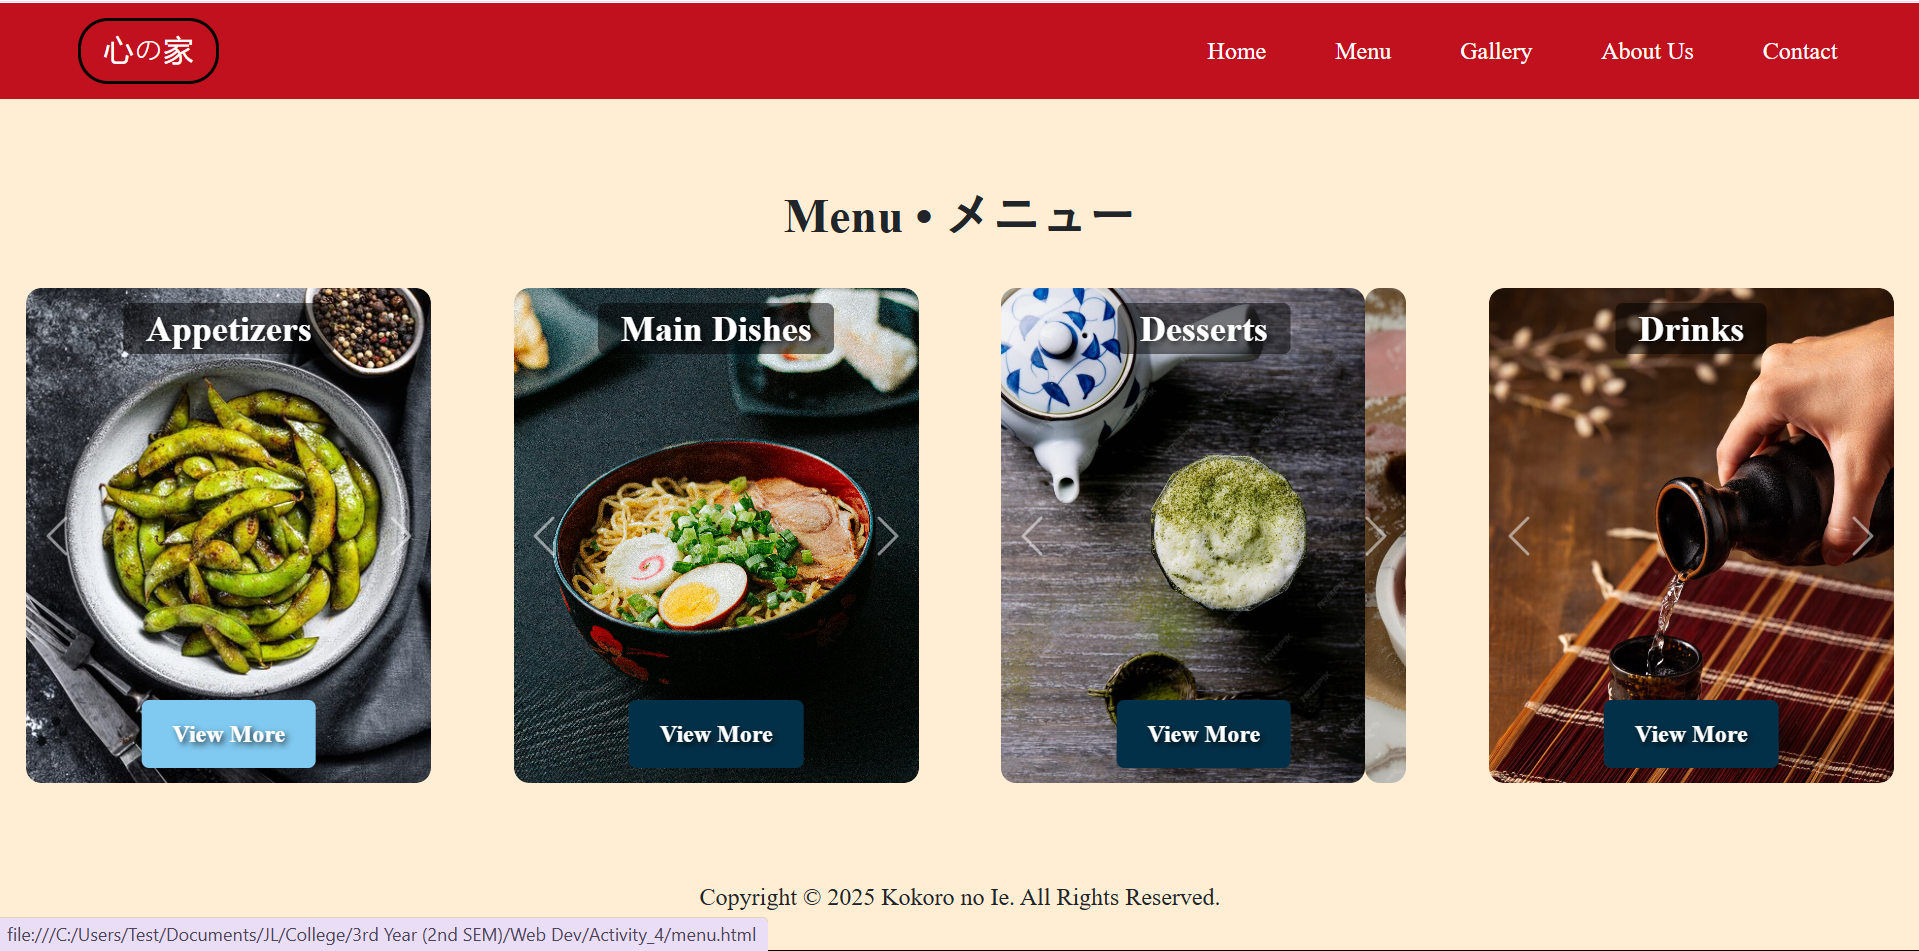 心の家
Home Menu Gallery About Us Contact
Menu • メニュー
Appetizers
Main Dishes
Desserts
Drinks
View More
View More
View More
View More
Copyright © 2025 Kokoro no Ie. All Rights Reserved.
file:///C:/Users/Test/Documents/JL/College/3rd Year (2nd SEM)/Web Dev/Activity_4/menu.html